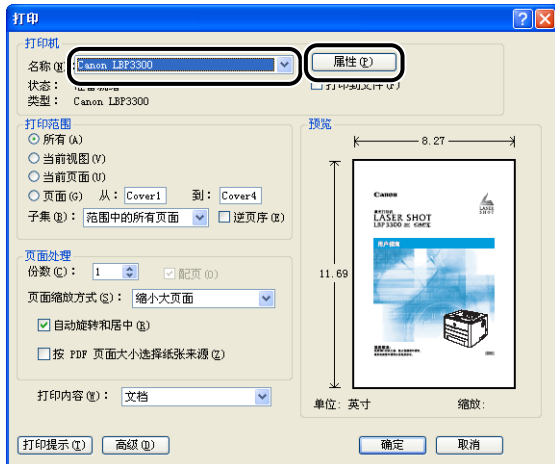 打印
打印机
名称(N): Canon LBP3300
属性(P)
状态:
类型: Canon LBP3300
打印到文件(F)
打印范围
所有(A)
当前视图(V)
当前页面(U)
页面(G) 从: Cover1 到: Cover4
子集(B): 范围中的所有页面 逆页序(E)
页面处理
份数(C): 1 配页(O)
页面缩放方式(S): 缩小大页面
自动旋转和居中(R)
按 PDF 页面大小选择纸张来源(Z)
打印内容(W): 文档
预览
8.27
11.69
Canon
LASER SHOT
LBP3300
用户指南
单位: 英寸 缩放:
打印提示(T) 高级(D) 确定 取消